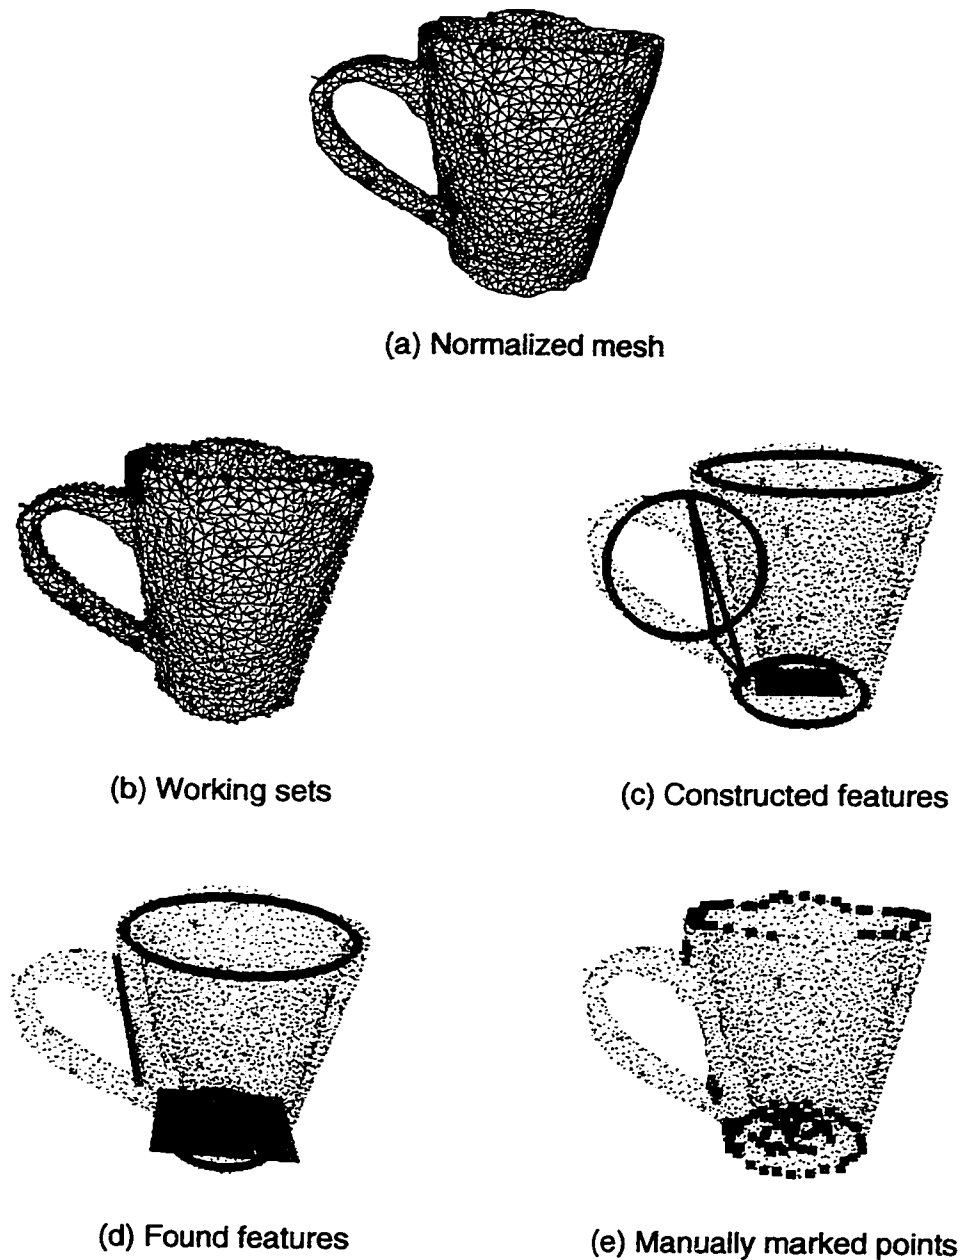 (a) Normalized mesh
(b) Working sets
(c) Constructed features
(d) Found features
(e) Manually marked points